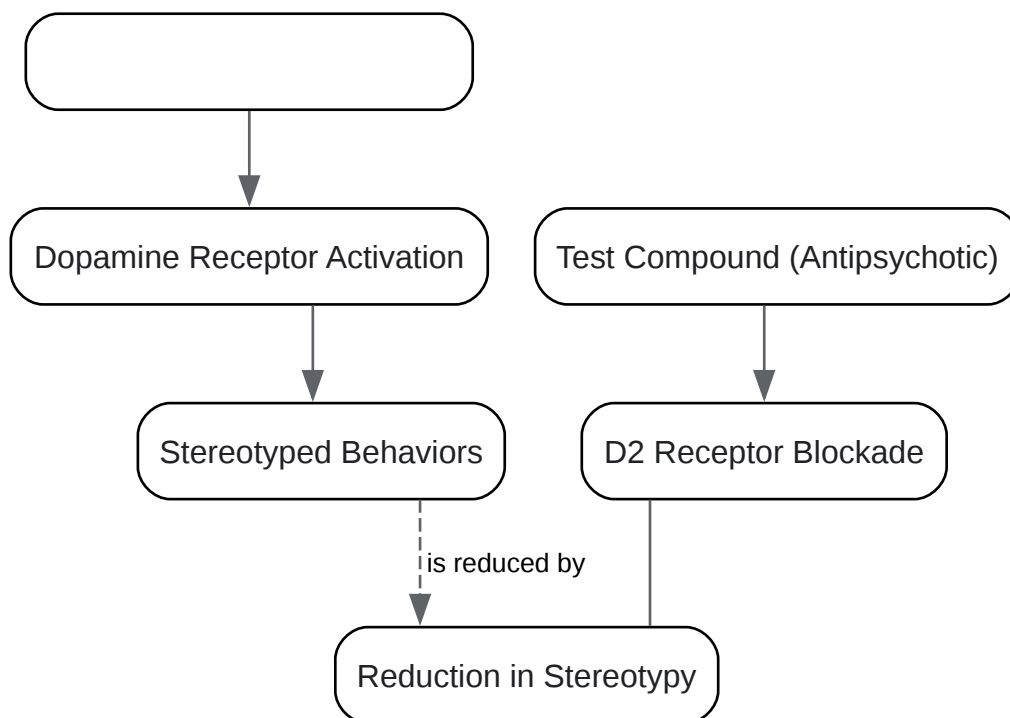 Dopamine Receptor Activation
Test Compound (Antipsychotic)
Stereotyped Behaviors
D2 Receptor Blockade
is reduced by
Reduction in Stereotypy